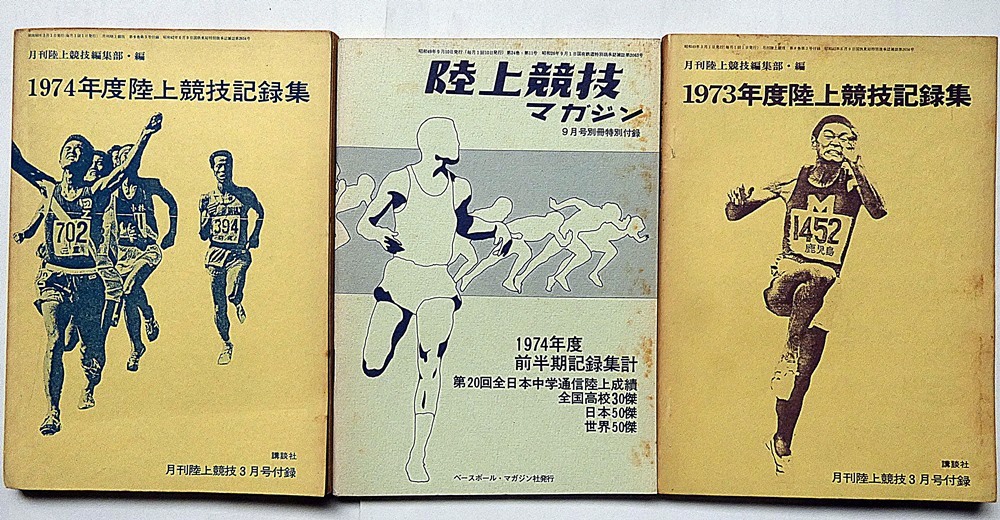 月刊陸上競技編集部・編
1974年度陸上競技記録集
702
394
講談社
月刊陸上競技3月号付録
陸上競技
マガジン
9月号別冊特別付録
1974年度
前半期記録集計
第20回全日本中学通信陸上成績
全国高校30傑
日本50傑
世界50傑
ベースボール・マガジン社発行
月刊陸上競技編集部・編
1973年度陸上競技記録集
M
1452
鹿児島
講談社
月刊陸上競技3月号付録